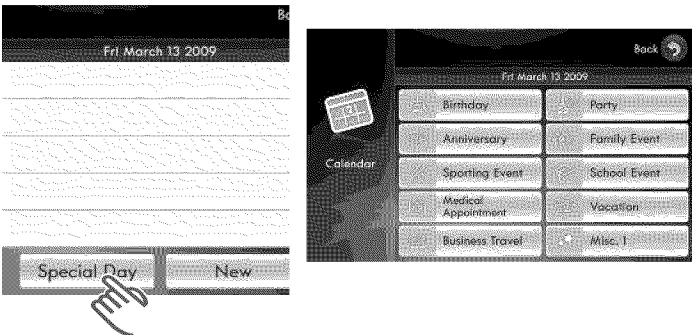 Ba
Fri March 13 2009
Special Day
New
Back
Fri March 13 2009
Calendar
Birthday
Party
Anniversary
Family Event
Sporting Event
School Event
Medical
Appointment
Vacation
Business Travel
Misc. 1